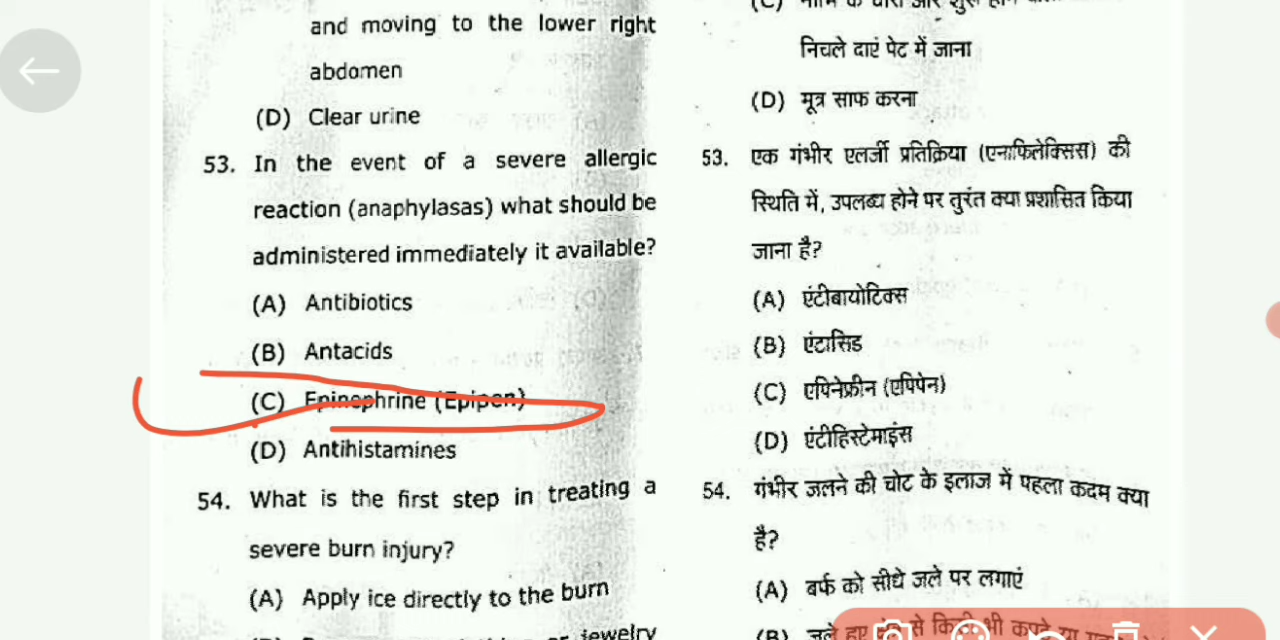 and moving to the lower right
abdomen
(D) Clear urine
53. In the event of a severe allergic
reaction (anaphylasas) what should be
administered immediately it available?
(A) Antibiotics
(B) Antacids
(C) Epinephrine (Epipen)
(D) Antihistamines
54. What is the first step in treating a
severe burn injury?
(A) Apply ice directly to the burn
jewelry
निचले दाएं पेट में जाना
(D) मूत्र साफ करना
53. एक गंभीर एलर्जी प्रतिक्रिया (एनाफिलेक्सिस) की
स्थिति में, उपलब्ध होने पर तुरंत क्या प्रशासित किया
जाना है?
(A) एंटीबायोटिक्स
(B) एंटासिड
(C) एपिनेफ्रीन (एपिपेन)
(D) एंटीहिस्टेमाइंस
54. गंभीर जलने की चोट के इलाज में पहला कदम क्या
है?
(A) बर्फ को सीधे जले पर लगाएं
(B) जले हुए से किसी भी कपड़े या